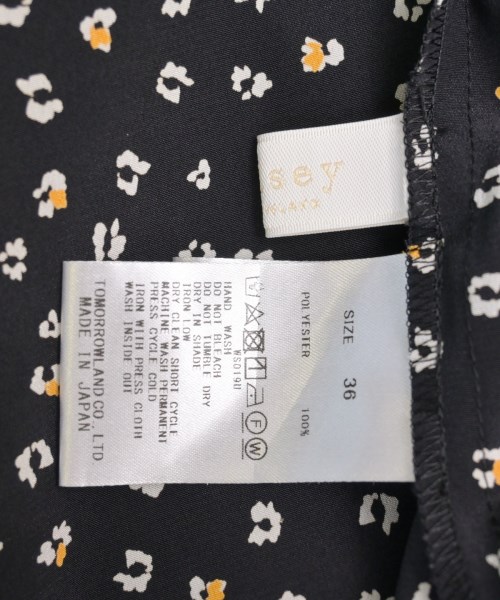 sey
SIZE 36
POLYESTER 100%
WS01911
HAND WASH
DO NOT BLEACH
DO NOT TUMBLE DRY
DRY IN SHADE
IRON LOW
DRY CLEAN SHORT CYCLE
MACHINE WASH PERMANENT
PRESS CYCLE COLD
IRON WITH PRESS CLOTH
WASH INSIDE OUT
TOMORROWLAND CO., LTD
MADE IN JAPAN